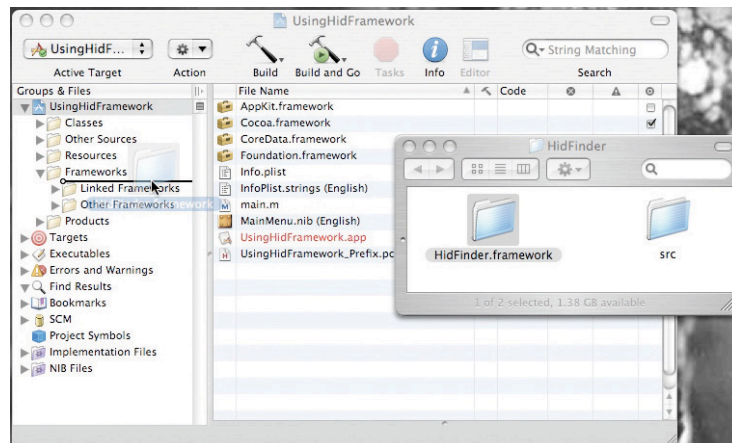 UsingHidFramework
UsingHidF...
String Matching
Active Target
Action
Build
Build and Go
Tasks
Info
Editor
Search
Groups & Files
UsingHidFramework
Classes
Other Sources
Resources
Frameworks
Linked Frameworks
Other Frameworks
Products
Targets
Executables
Errors and Warnings
Find Results
Bookmarks
SCM
Project Symbols
Implementation Files
NIB Files
File Name
Code
AppKit.framework
Cocoa.framework
CoreData.framework
Foundation.framework
Info.plist
InfoPlist.strings (English)
main.m
MainMenu.nib (English)
UsingHidFramework.app
UsingHidFramework_Prefix.pc
HidFinder
HidFinder.framework
src
1 of 2 selected, 1.38 GB available